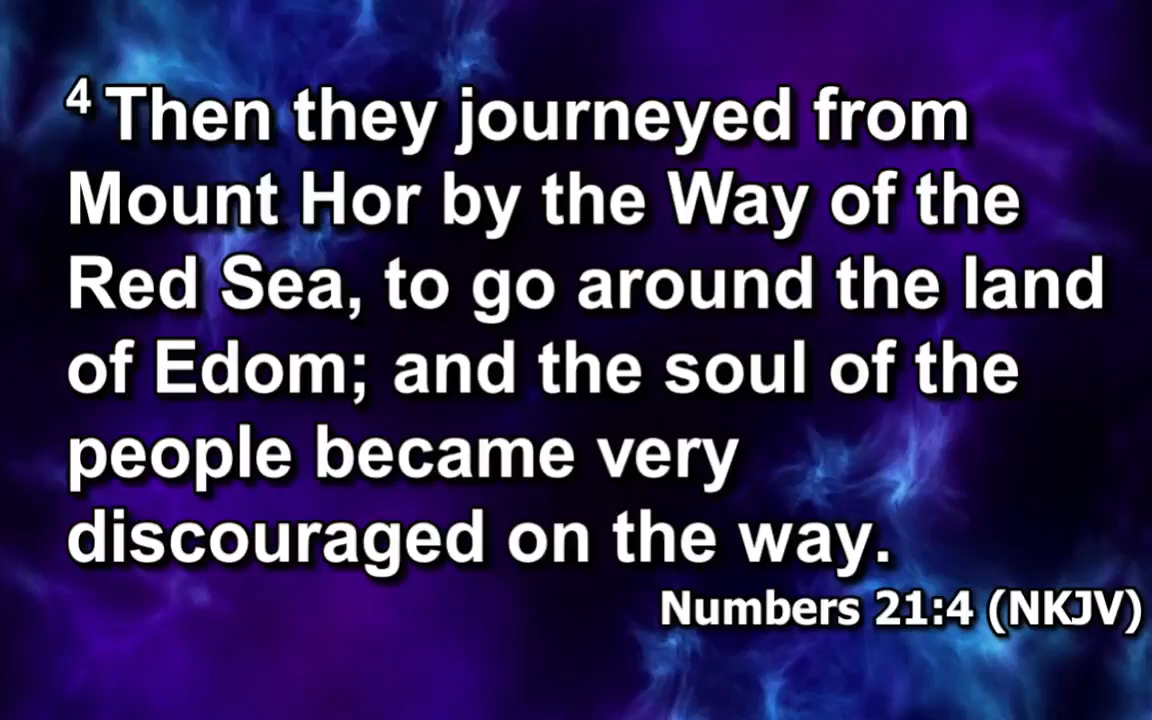 4 Then they journeyed from
Mount Hor by the Way of the
Red Sea, to go around the land
of Edom; and the soul of the
people became very
discouraged on the way.
Numbers 21:4 (NKJV)